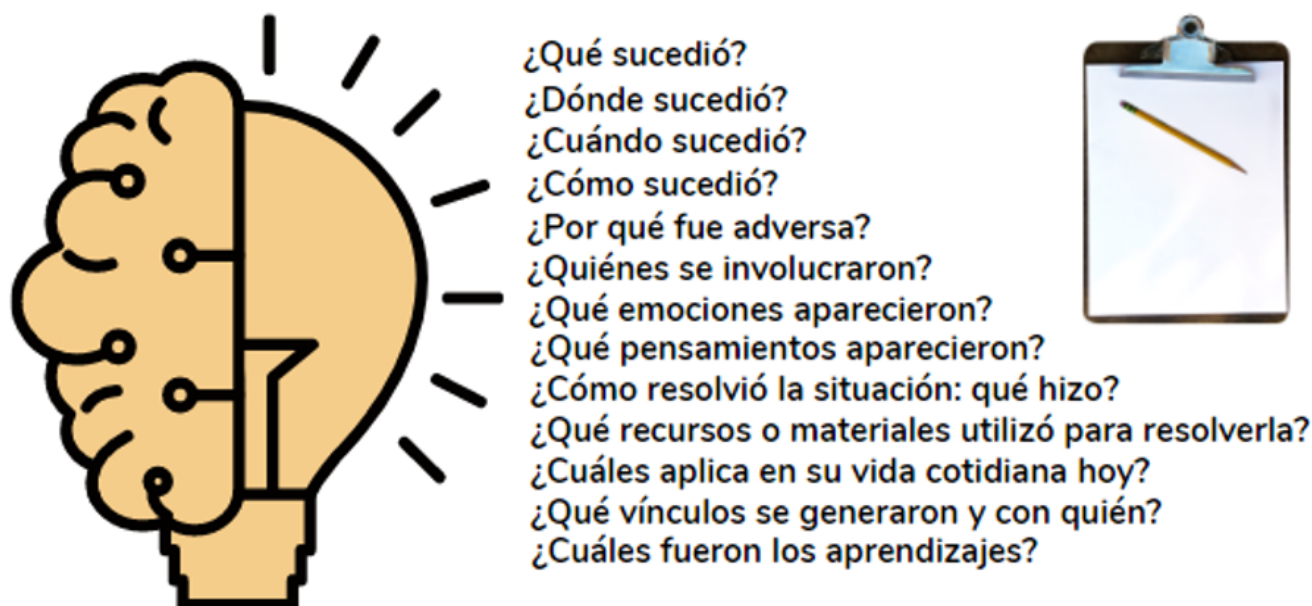 ¿Qué sucedió?
¿Dónde sucedió?
¿Cuándo sucedió?
¿Cómo sucedió?
¿Por qué fue adversa?
¿Quiénes se involucraron?
¿Qué emociones aparecieron?
¿Qué pensamientos aparecieron?
¿Cómo resolvió la situación: qué hizo?
¿Qué recursos o materiales utilizó para resolverla?
¿Cuáles aplica en su vida cotidiana hoy?
¿Qué vínculos se generaron y con quién?
¿Cuáles fueron los aprendizajes?